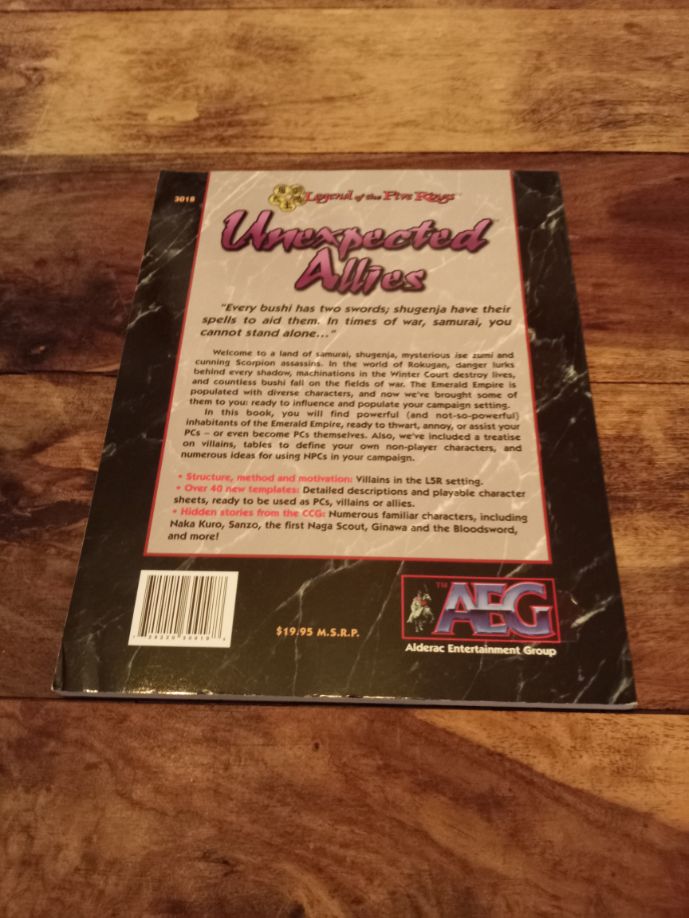 3018
Legend of the Five Rings™
Unexpected
Allies
"Every bushi has two swords; shugenja have their
spells to aid them. In times of war, samurai, you
cannot stand alone..."
Welcome to a land of samurai, shugenja, mysterious ise zumi and
cunning Scorpion assassins. In the world of Rokugan, danger lurks
behind every shadow, machinations in the Winter Court destroy lives,
and countless bushi fall on the fields of war. The Emerald Empire is
populated with diverse characters, and now we've brought some of
them to you: ready to influence and populate your campaign setting.
In this book, you will find powerful (and not-so-powerful)
inhabitants of the Emerald Empire, ready to thwart, annoy, or assist your
PCs – or even become PCs themselves. Also, we've included a treatise
on villains, tables to define your own non-player characters, and
numerous ideas for using NPCs in your campaign.
• Structure, method and motivation: Villains in the L5R setting.
• Over 40 new templates: Detailed descriptions and playable character
sheets, ready to be used as PCs, villains or allies.
• Hidden stories from the CCG: Numerous familiar characters, including
Naka Kuro, Sanzo, the first Naga Scout, Ginawa and the Bloodsword,
and more!
$19.95 M.S.R.P.
™ AEG
Alderac Entertainment Group